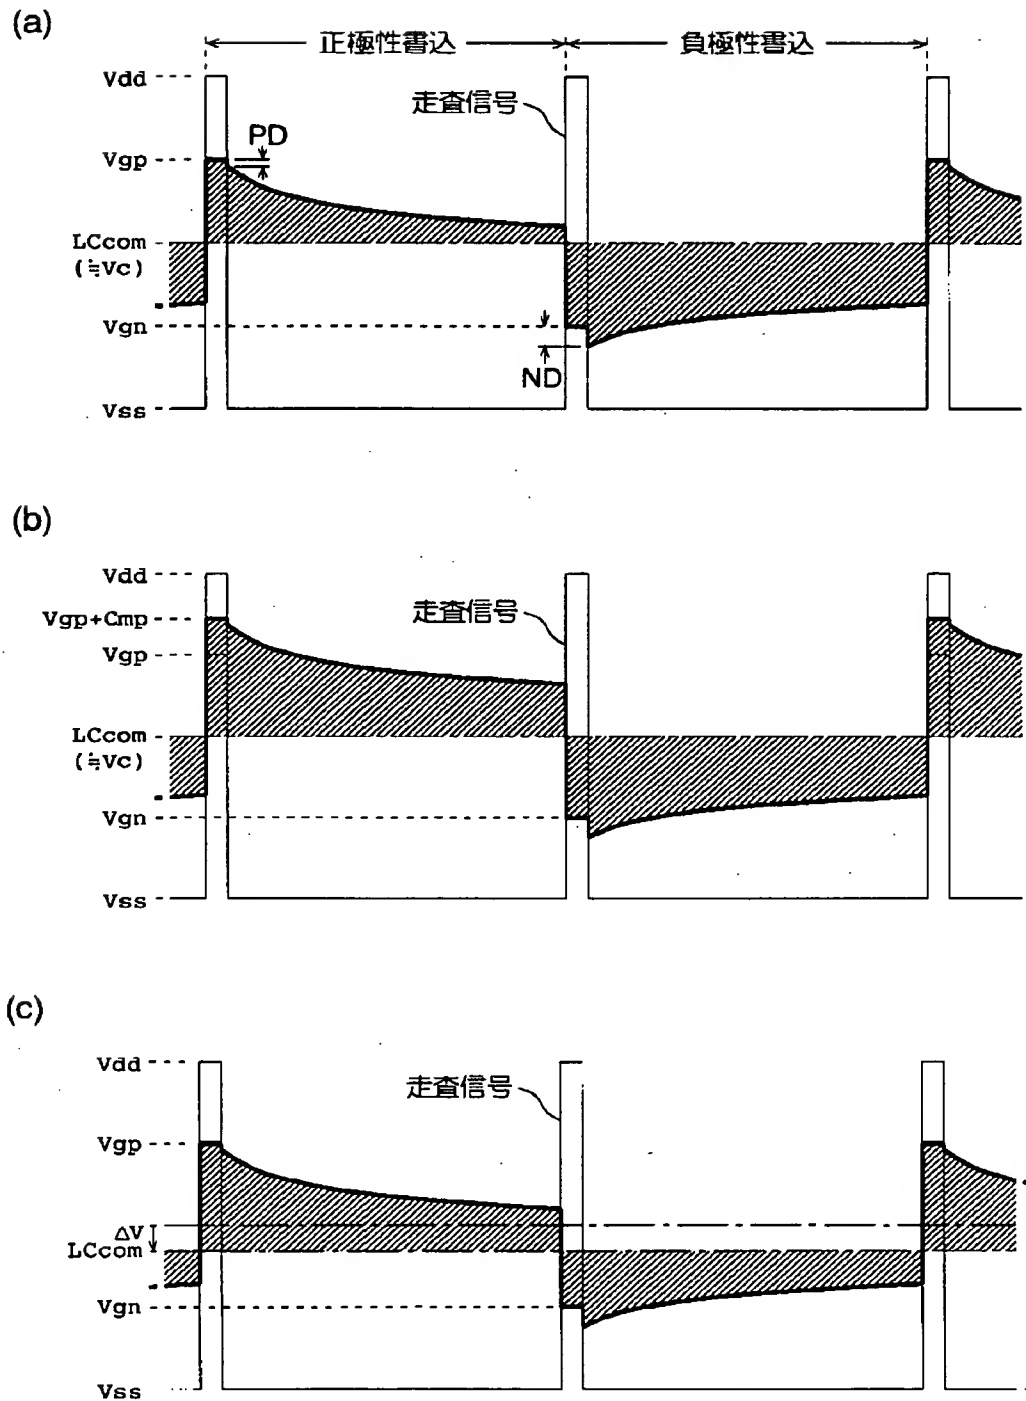 (a)
正極性書込
負極性書込
Vdd
走査信号
PD
Vgp
LCcom
(≒Vc)
Vgn
ND
Vss
(b)
Vdd
Vgp+Cmp
走査信号
Vgp
LCcom
(≒Vc)
Vgn
Vss
(c)
Vdd
走査信号
Vgp
ΔV
LCcom
Vgn
Vss